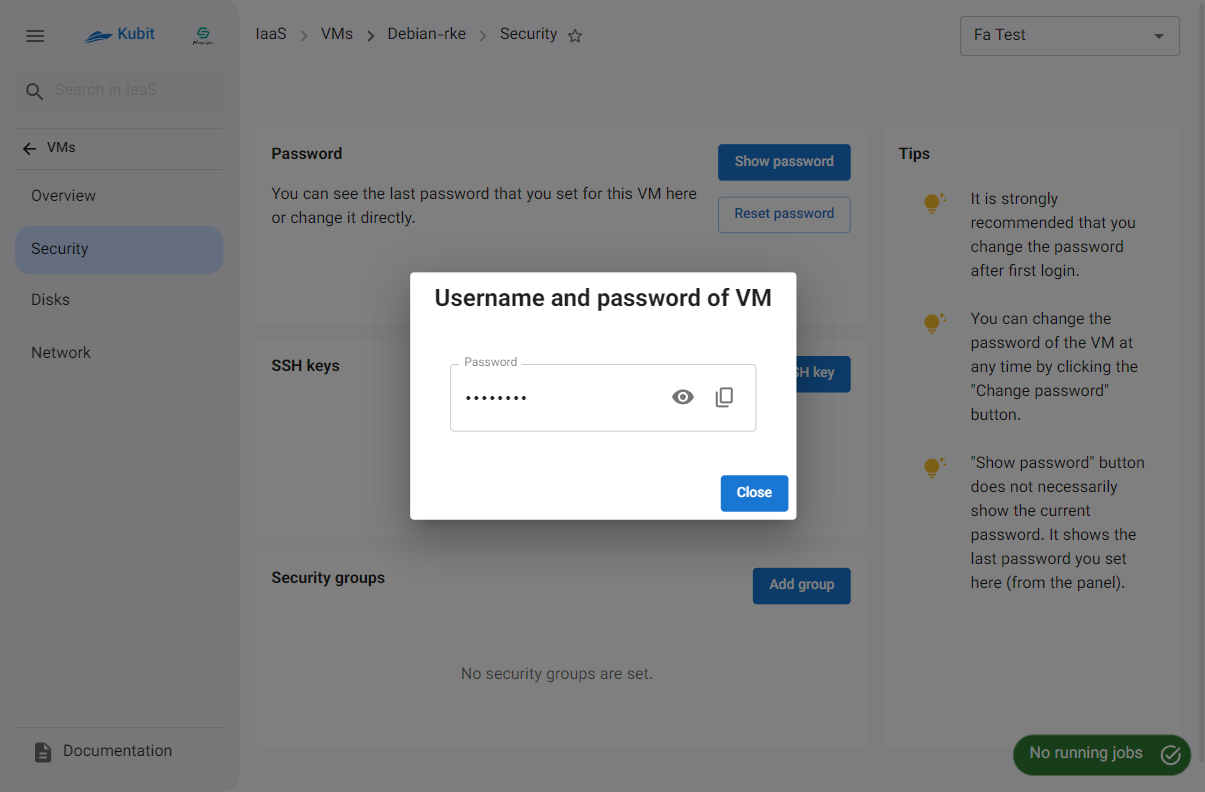 Kubit
IaaS
VMs
Debian-rke
Security
Fa Test
Search in IaaS
VMs
Overview
Security
Disks
Network
Documentation
Password
You can see the last password that you set for this VM here
or change it directly.
Show password
Reset password
SSH keys
SH key
Username and password of VM
Password
••••••••
Close
Security groups
Add group
No security groups are set.
Tips
It is strongly
recommended that you
change the password
after first login.
You can change the
password of the VM at
any time by clicking the
"Change password"
button.
"Show password" button
does not necessarily
show the current
password. It shows the
last password you set
here (from the panel).
No running jobs